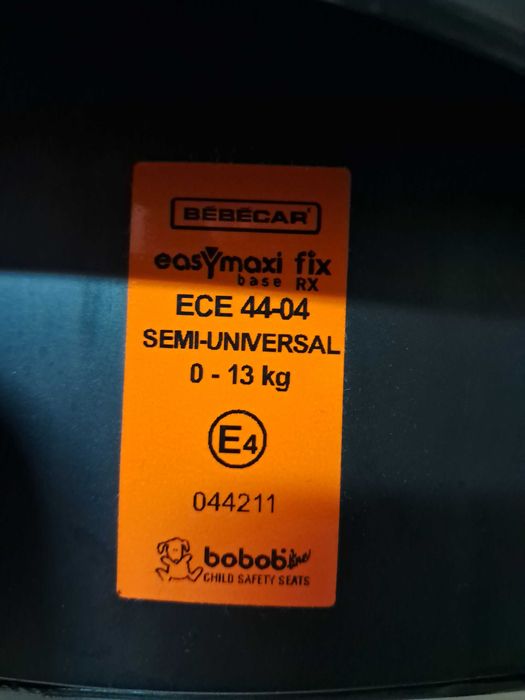 BÉBÉCAR
easymaxi fix
base RX
ECE 44-04
SEMI-UNIVERSAL
0 - 13 kg
E4
044211
bobob line
CHILD SAFETY SEATS